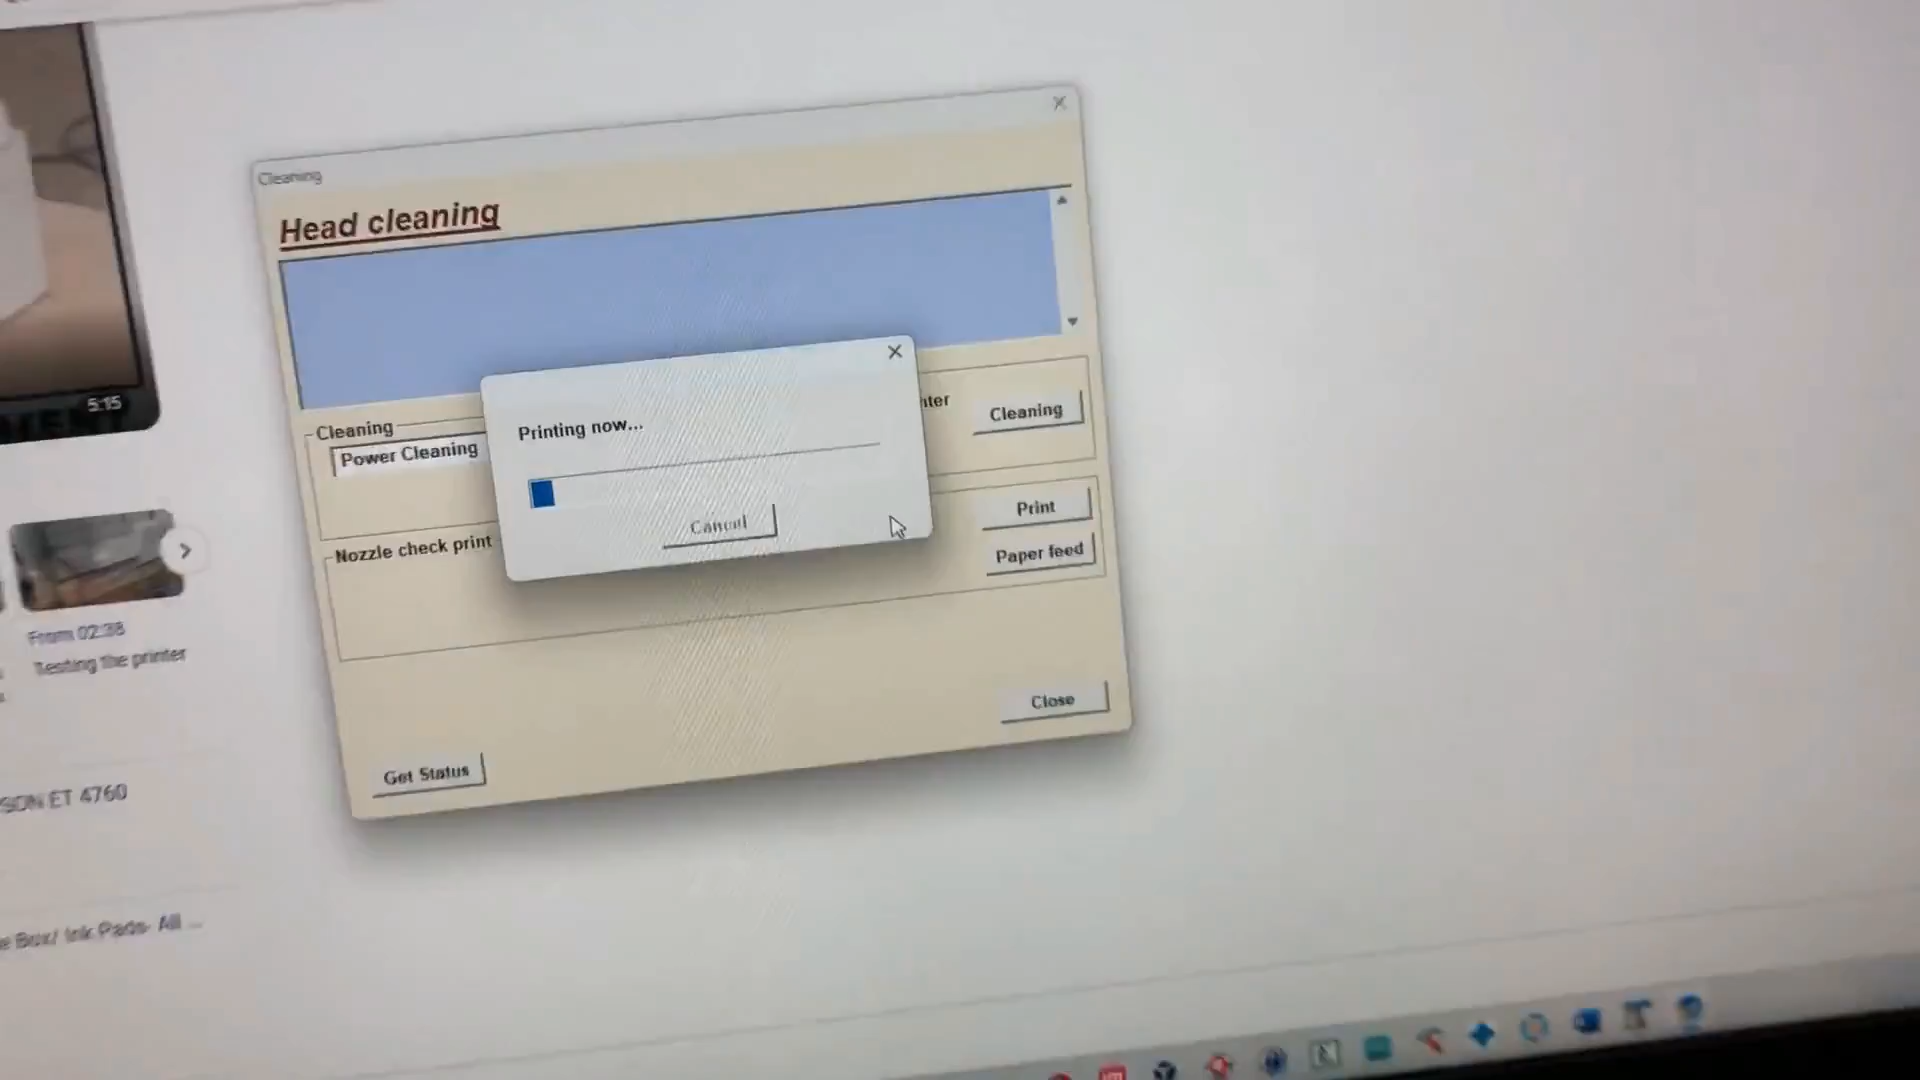 Cleaning
Head cleaning
5:15
Cleaning
Power Cleaning
Cleaning
Printing now...
Cancel
Nozzle check print
Print
Paper feed
From 02:38
Testing the printer
Close
Get Status
ET 4760
Box/ Ink Pads- All ...